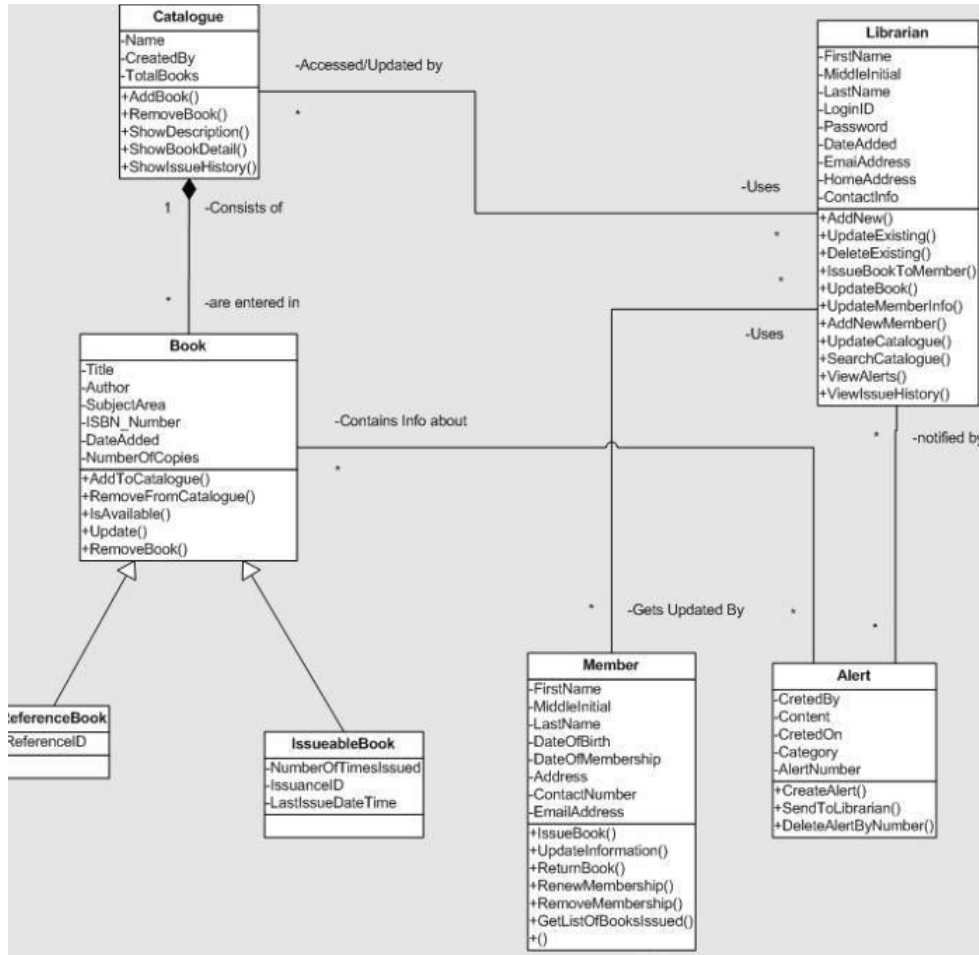 Catalogue
-Name
-CreatedBy
-TotalBooks
+AddBook()
+RemoveBook()
+ShowDescription()
+ShowBookDetail()
+ShowIssueHistory()
-Accessed/Updated by
*
Librarian
-FirstName
-MiddleInitial
-LastName
-LoginID
-Password
-DateAdded
-EmaiAddress
-HomeAddress
-ContactInfo
+AddNew()
+UpdateExisting()
+DeleteExisting()
+IssueBookToMember()
+UpdateBook()
+UpdateMemberInfo()
+AddNewMember()
+UpdateCatalogue()
+SearchCatalogue()
+ViewAlerts()
+ViewIssueHistory()
-Uses
*
1
-Consists of
*
-are entered in
*
-Uses
Book
-Title
-Author
-SubjectArea
-ISBN_Number
-DateAdded
-NumberOfCopies
+AddToCatalogue()
+RemoveFromCatalogue()
+IsAvailable()
+Update()
+RemoveBook()
-Contains Info about
*
*
-notified by
*
-Gets Updated By
*
*
eferenceBook
ReferenceID
IssueableBook
-NumberOfTimesIssued
-IssuanceID
-LastIssueDateTime
Member
-FirstName
-MiddleInitial
-LastName
-DateOfBirth
-DateOfMembership
-Address
-ContactNumber
-EmailAddress
+IssueBook()
+UpdateInformation()
+ReturnBook()
+RenewMembership()
+RemoveMembership()
+GetListOfBooksIssued()
+()
Alert
-CretedBy
-Content
-CretedOn
-Category
-AlertNumber
+CreateAlert()
+SendToLibrarian()
+DeleteAlertByNumber()